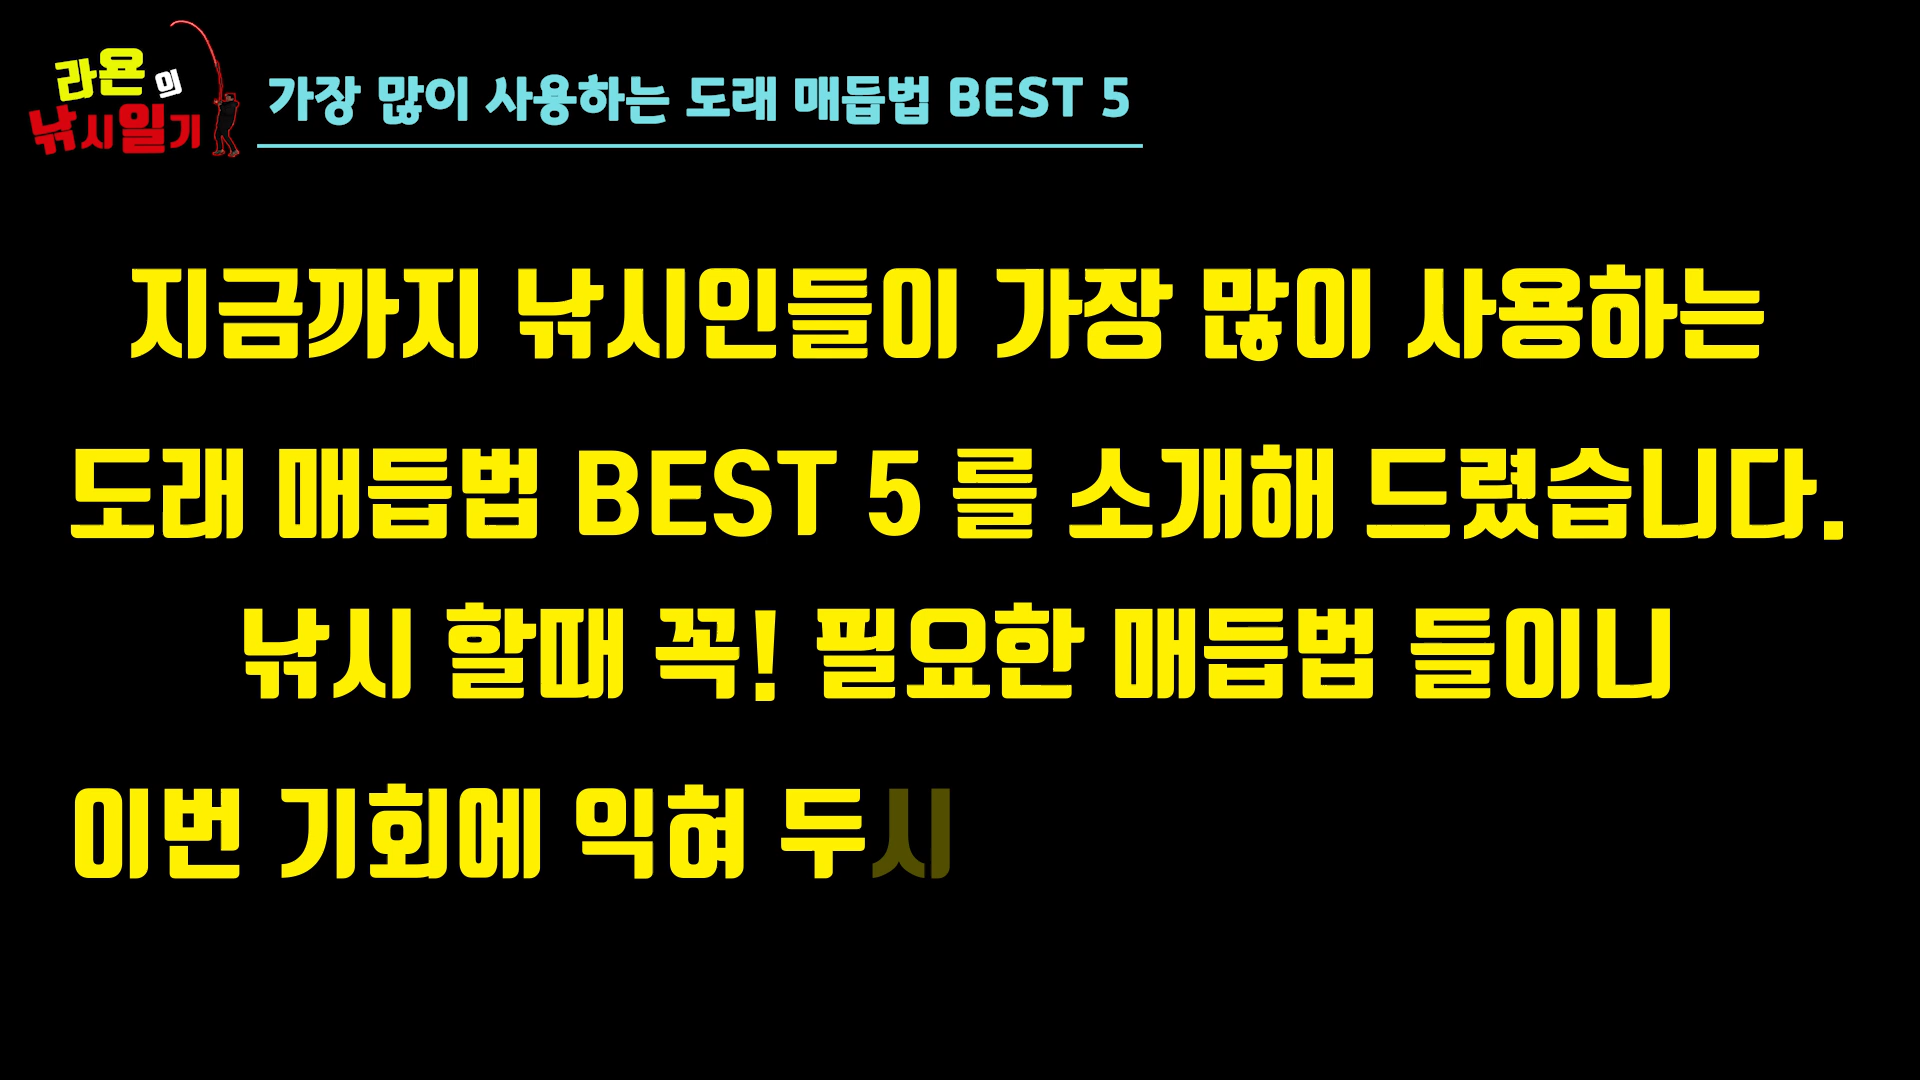 라욘의
낚시일기
가장 많이 사용하는 도래 매듭법 BEST 5
지금까지 낚시인들이 가장 많이 사용하는
도래 매듭법 BEST 5 를 소개해 드렸습니다.
낚시 할때 꼭! 필요한 매듭법 들이니
이번 기회에 익혀 두시